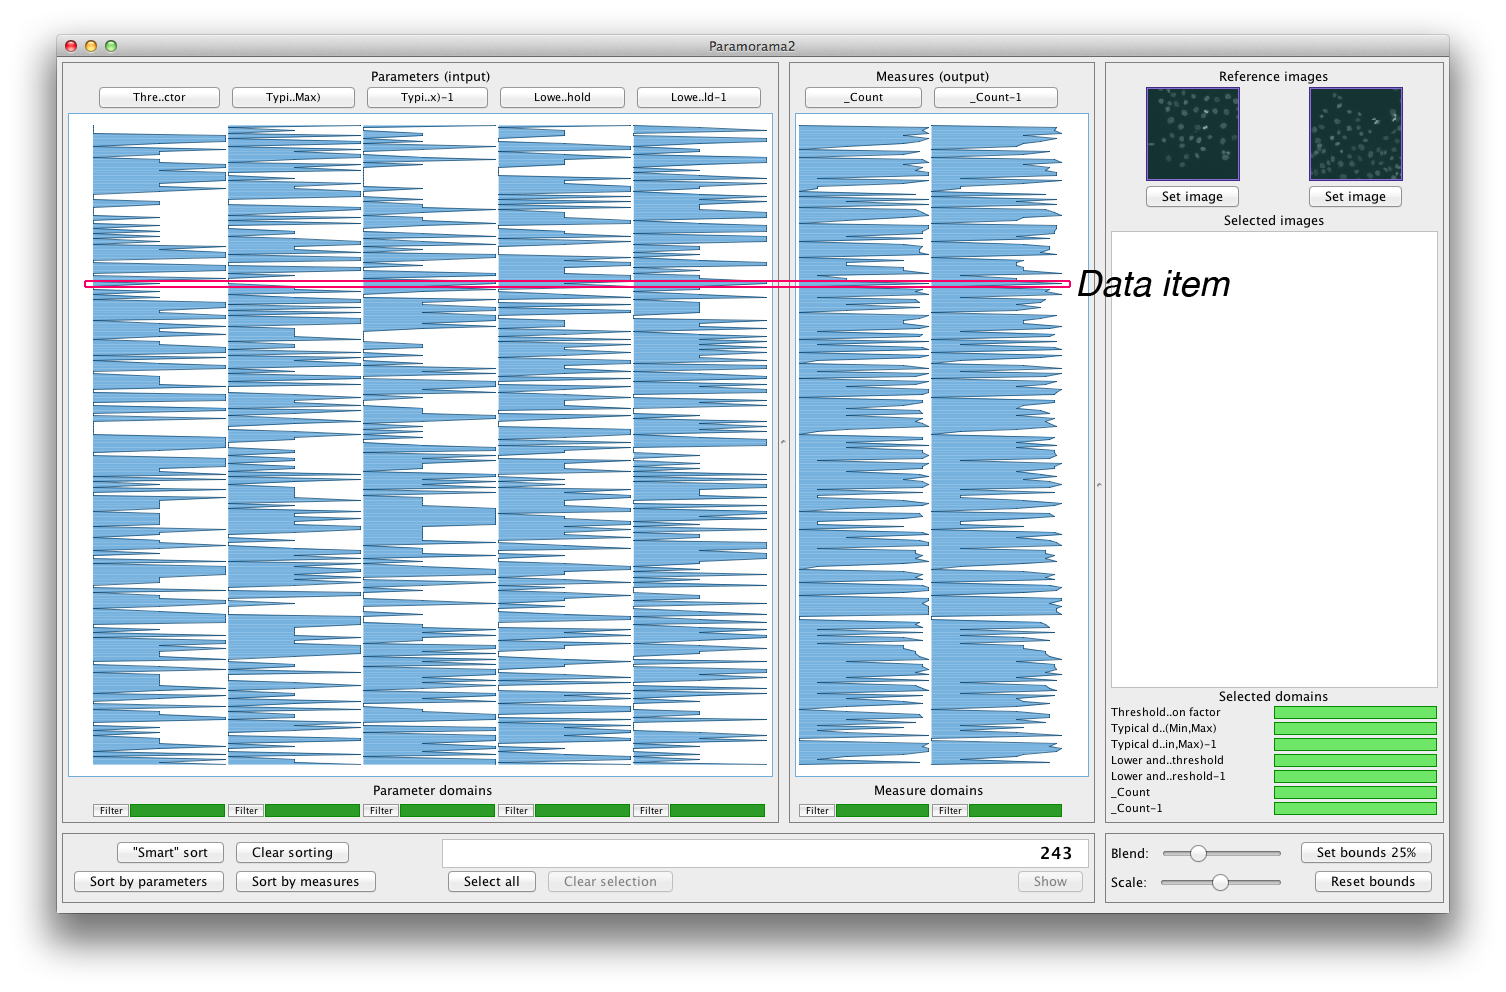 Paramorama2
Parameters (intput)
Thre..ctor
Typi..Max)
Typi..x)-1
Lowe..hold
Lowe..ld-1
Measures (output)
_Count
_Count-1
Reference images
Set image
Set image
Selected images
Data item
Selected domains
Threshold..on factor
Typical d..(Min,Max)
Typical d..in,Max)-1
Lower and..threshold
Lower and..reshold-1
_Count
_Count-1
Parameter domains
Filter
Filter
Filter
Filter
Filter
Measure domains
Filter
Filter
"Smart" sort
Clear sorting
Sort by parameters
Sort by measures
243
Select all
Clear selection
Show
Blend:
Set bounds 25%
Scale:
Reset bounds